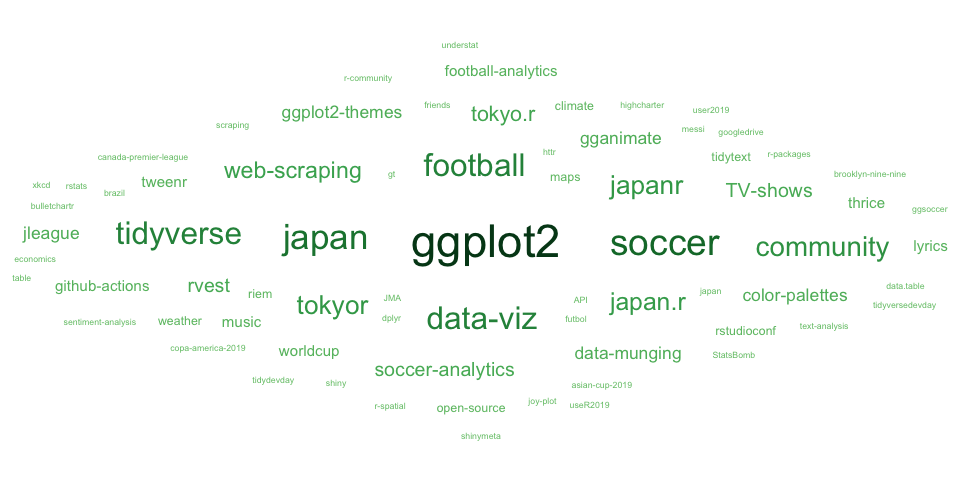 understat
football-analytics
r-community
ggplot2-themes
friends
tokyo.r
climate
highcharter
user2019
scraping
gganimate
messi
googledrive
canada-premier-league
web-scraping
football
httr
tidytext
r-packages
xkcd
rstats
brazil
tweenr
gt
maps
japanr
TV-shows
brooklyn-nine-nine
bulletchartr
thrice
ggsoccer
jleague
tidyverse
japan
ggplot2
soccer
community
lyrics
economics
table
github-actions
rvest
riem
tokyor
JMA
API
japan.r
japan
color-palettes
data.table
tidyversedevday
sentiment-analysis
weather
music
dplyr
data-viz
futbol
rstudioconf
text-analysis
copa-america-2019
worldcup
data-munging
StatsBomb
tidydevday
shiny
soccer-analytics
asian-cup-2019
r-spatial
open-source
joy-plot
useR2019
shinymeta